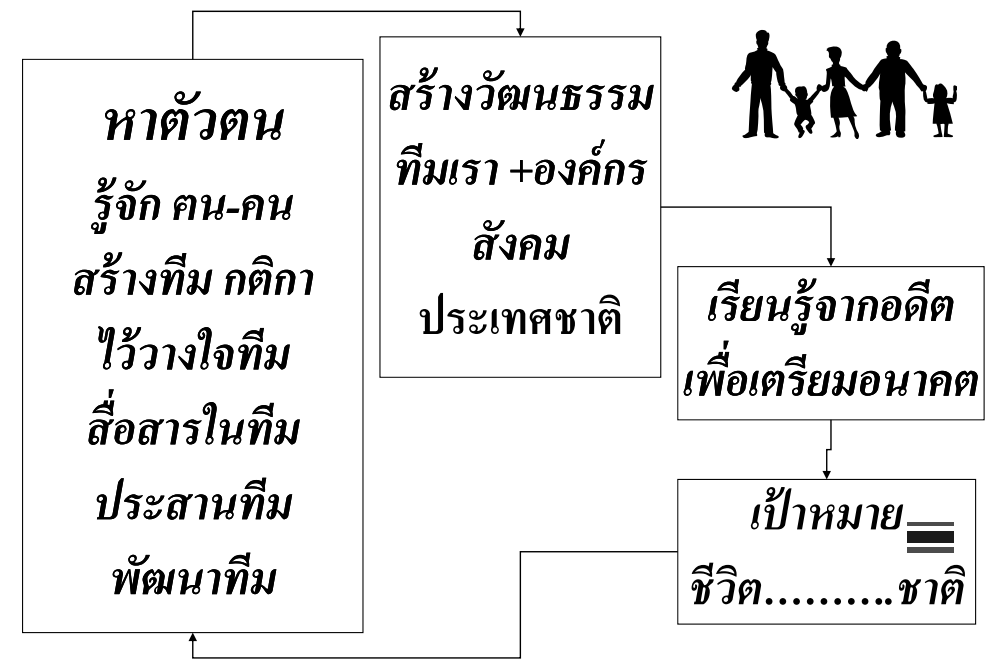 หาตัวตน
รู้จัก ฅน-คน
สร้างทีม กติกา
ไว้วางใจทีม
สื่อสารในทีม
ประสานทีม
พัฒนาทีม
สร้างวัฒนธรรม
ทีมเรา +องค์กร
สังคม
ประเทศชาติ
เรียนรู้จากอดีต
เพื่อเตรียมอนาคต
เป้าหมาย
ชีวิต……….ชาติ